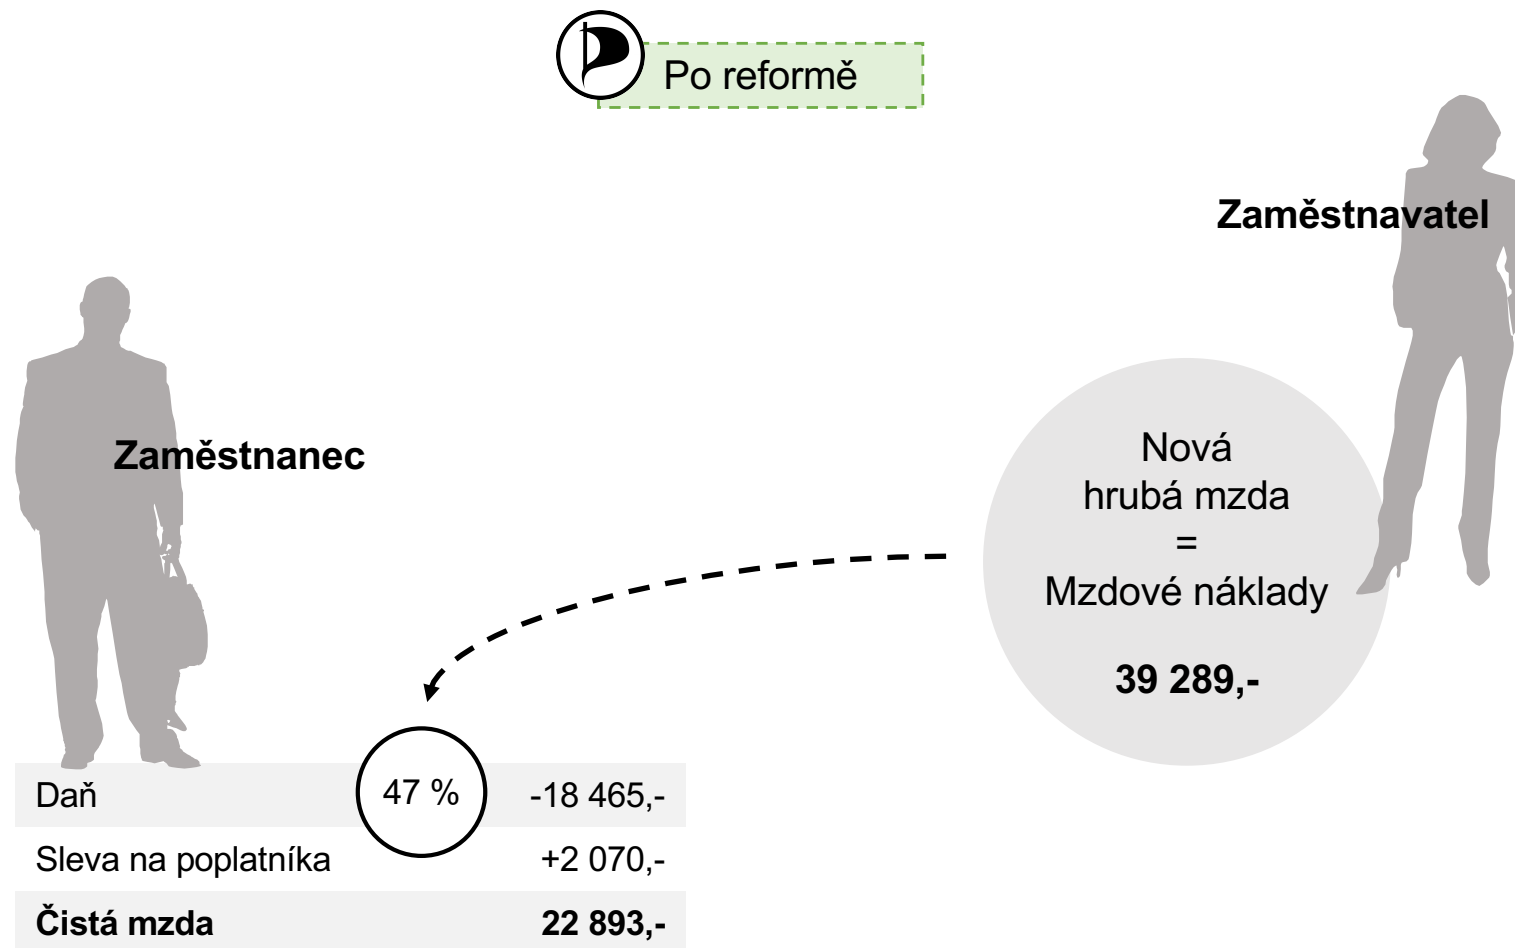 Po reformě
Zaměstnavatel
Zaměstnanec
Nová
hrubá mzda
=
Mzdové náklady
39 289,-
Daň 47 % -18 465,-
Sleva na poplatníka +2 070,-
Čistá mzda 22 893,-